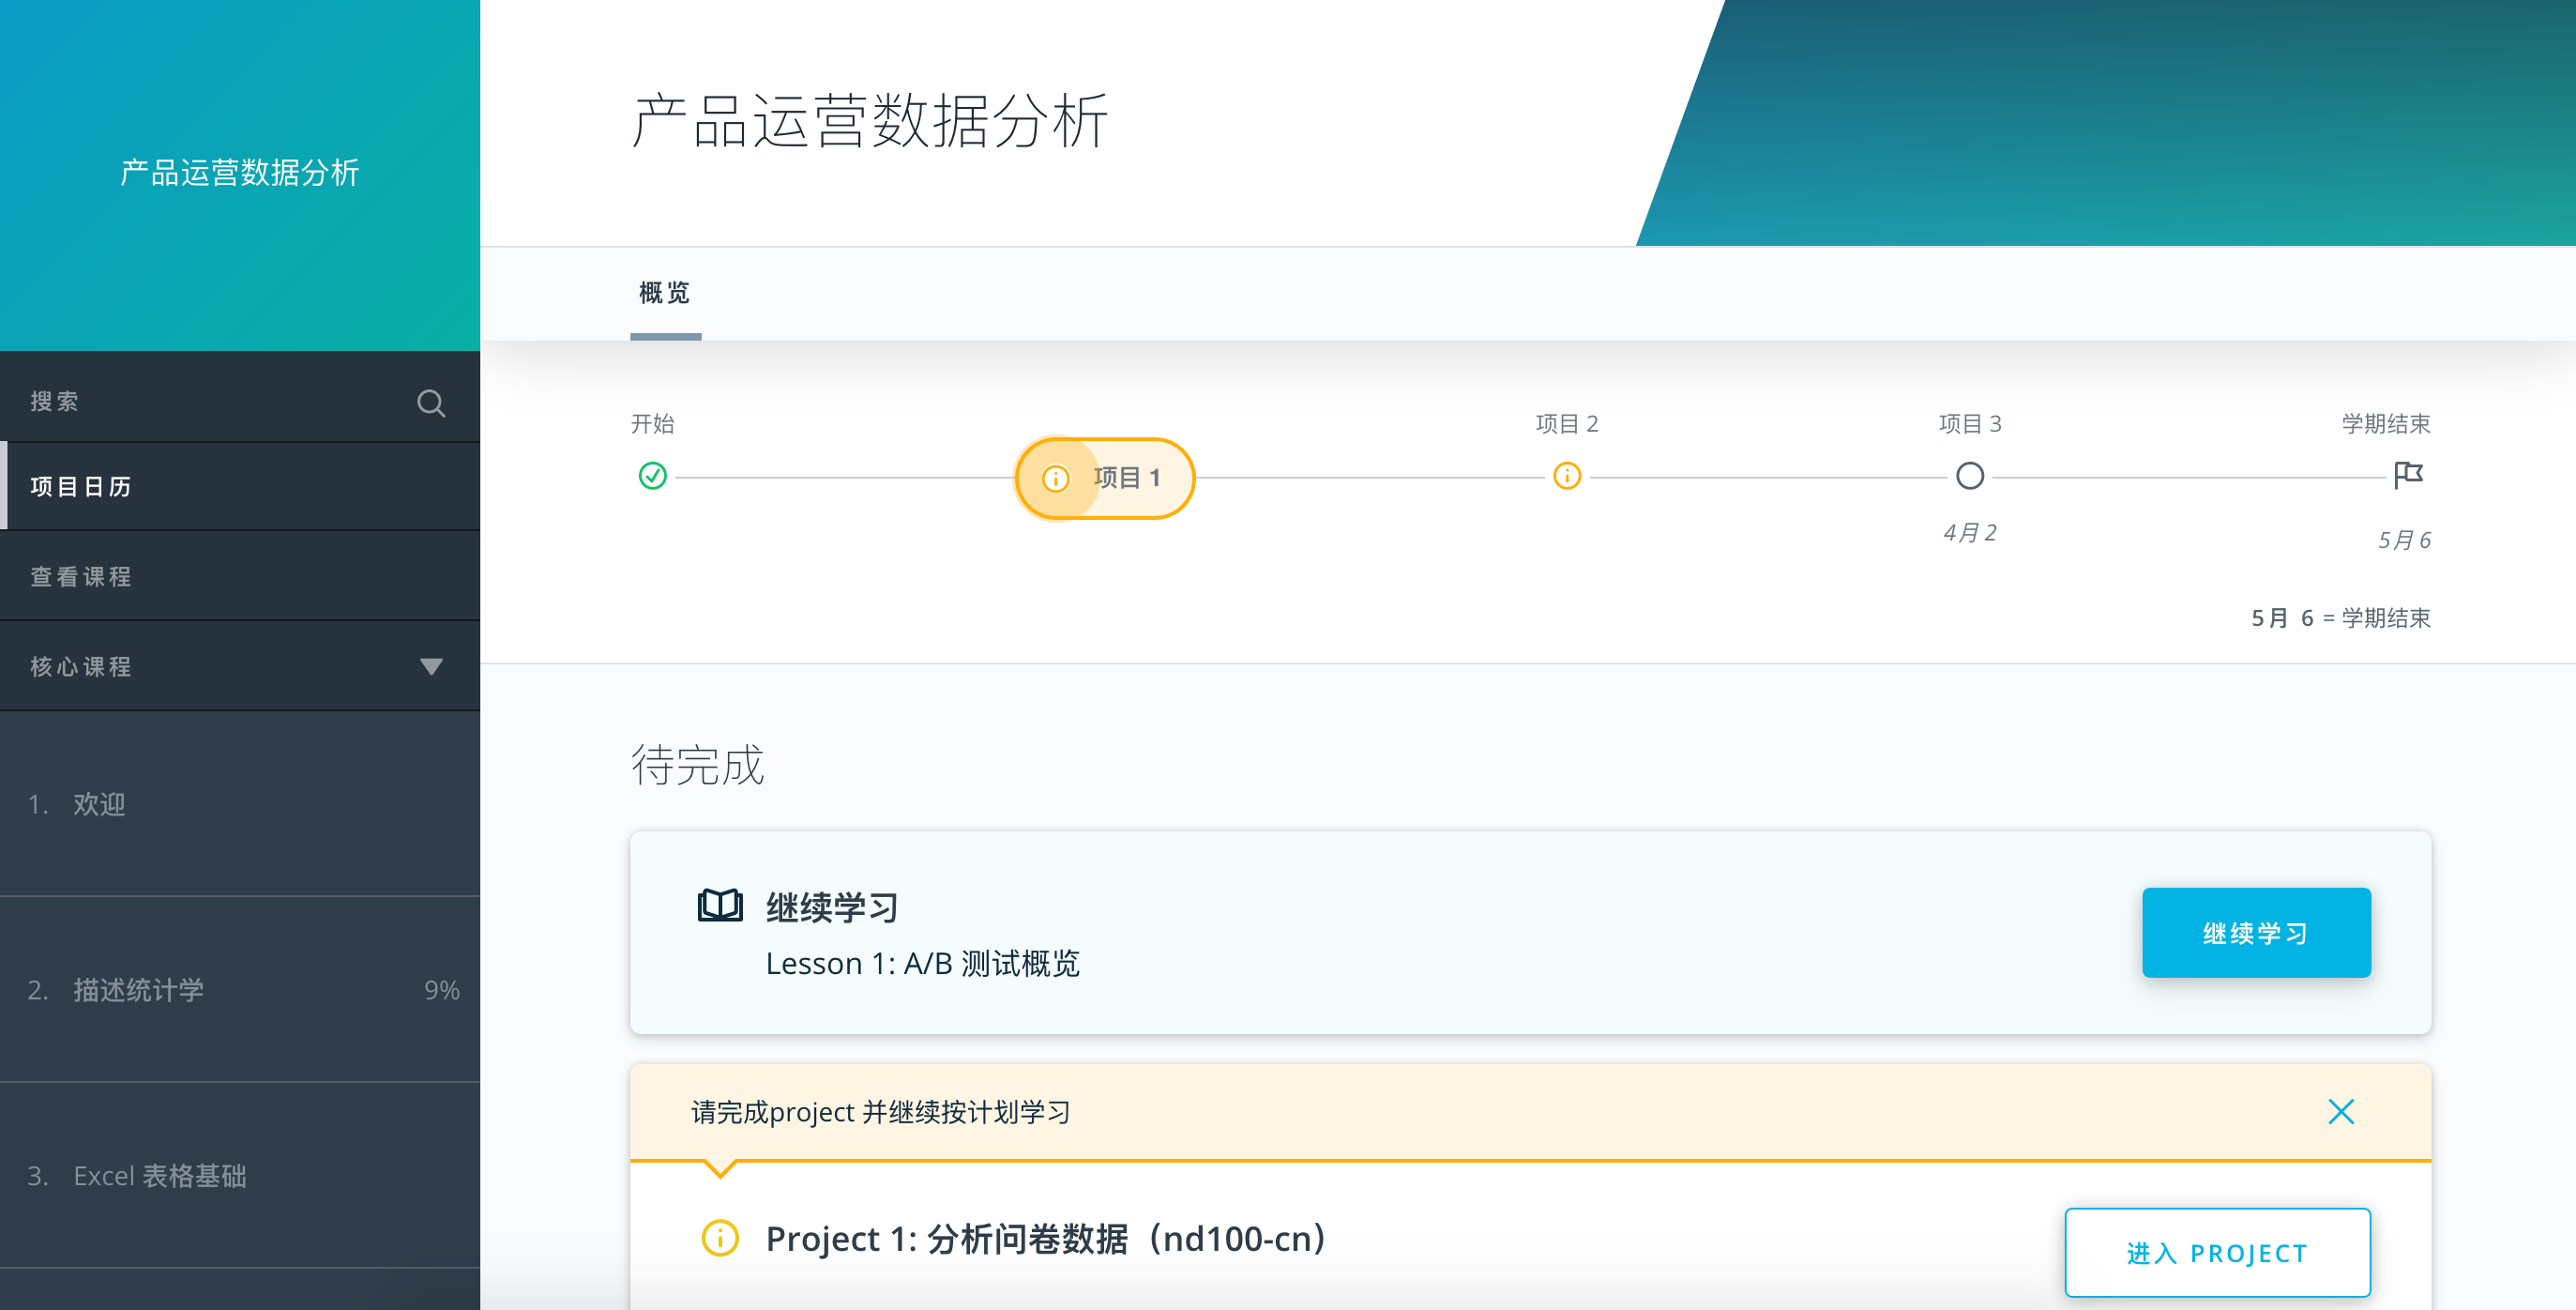 产品运营数据分析
搜索
项目日历
查看课程
核心课程
1. 欢迎
2. 描述统计学 9%
3. Excel 表格基础
产品运营数据分析
概览
开始
项目 1
项目 2
项目 3
4月 2
学期结束
5月 6
5月 6 = 学期结束
待完成
继续学习
Lesson 1: A/B 测试概览
继续学习
请完成project 并继续按计划学习
Project 1: 分析问卷数据（nd100-cn）
进入 PROJECT